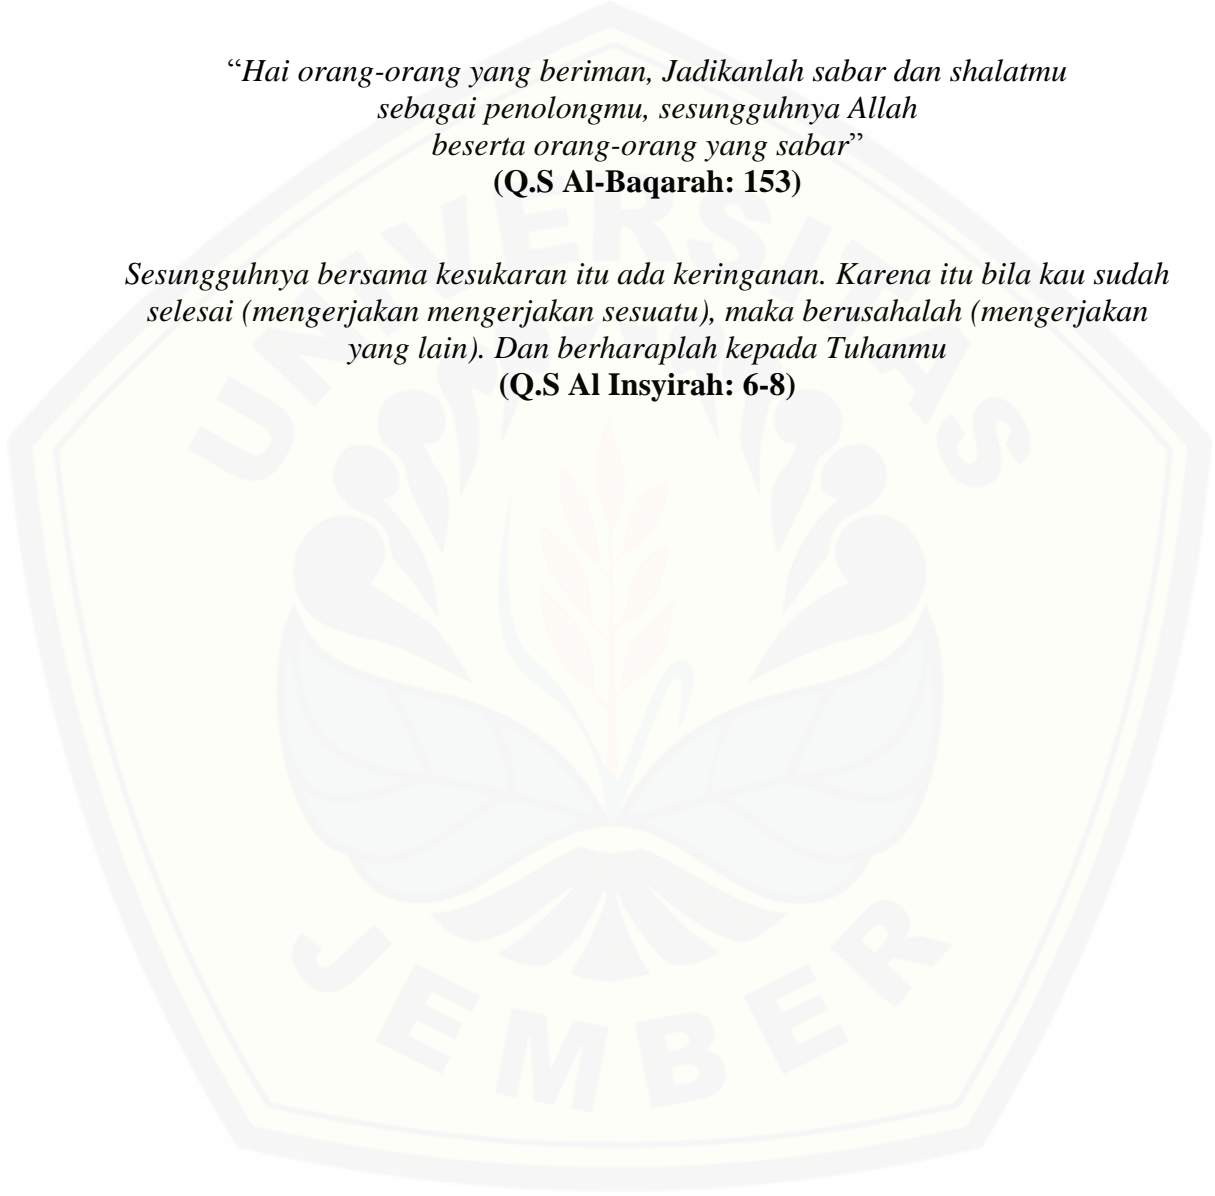 “Hai orang-orang yang beriman, Jadikanlah sabar dan shalatmu
sebagai penolongmu, sesungguhnya Allah
beserta orang-orang yang sabar”
(Q.S Al-Baqarah: 153)
Sesungguhnya bersama kesukaran itu ada keringanan. Karena itu bila kau sudah
selesai (mengerjakan mengerjakan sesuatu), maka berusahalah (mengerjakan
yang lain). Dan berharaplah kepada Tuhanmu
(Q.S Al Insyirah: 6-8)
UNIVERSITAS
JEMBER